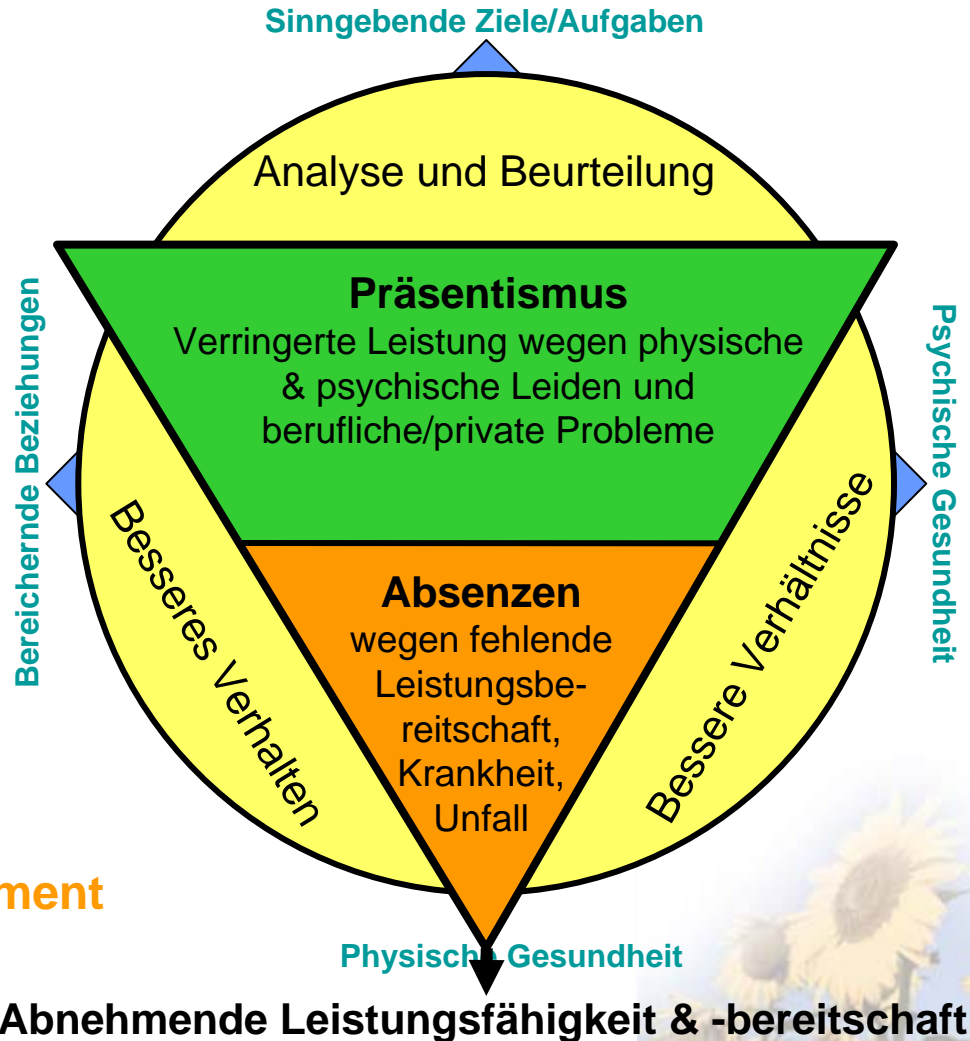 Sinngebende Ziele/Aufgaben
Analyse und Beurteilung
Präsentismus
Verringerte Leistung wegen physische
& psychische Leiden und
berufliche/private Probleme
Bereichernde Beziehungen
Psychische Gesundheit
Besseres Verhalten
Bessere Verhältnisse
Absenzen
wegen fehlende
Leistungsbe-
reitschaft,
Krankheit,
Unfall
ment
Physische Gesundheit
Abnehmende Leistungsfähigkeit & -bereitschaft